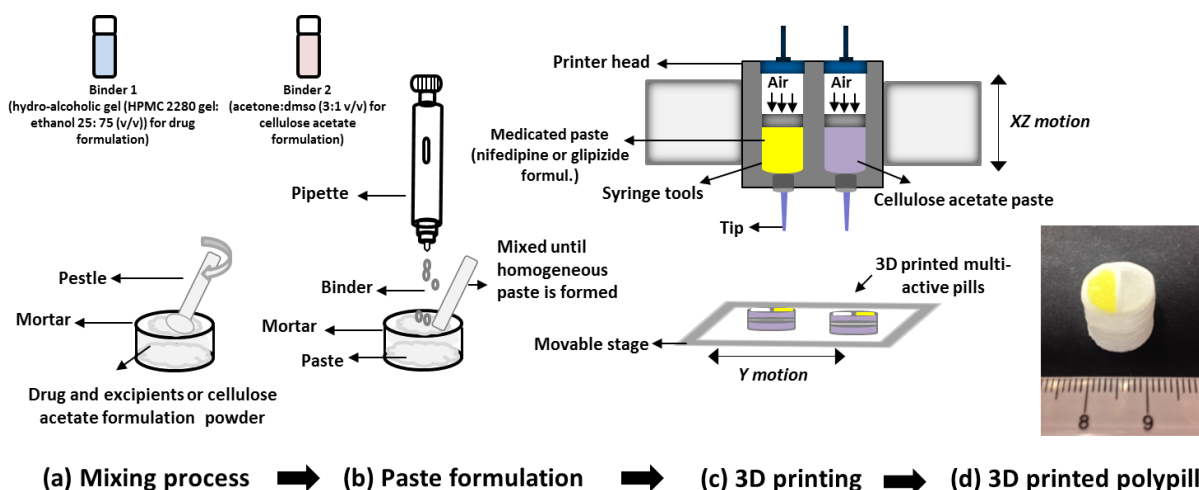 Binder 1
(hydro-alcoholic gel (HPMC 2280 gel:
ethanol 25: 75 (v/v)) for drug
formulation)
Binder 2
(acetone:dmso (3:1 v/v) for
cellulose acetate
formulation)
Pestle
Mortar
Drug and excipients or cellulose
acetate formulation powder
Pipette
Binder
Mixed until
homogeneous
paste is formed
Mortar
Paste
Printer head
Air
Air
Medicated paste
(nifedipine or glipizide
formul.)
Syringe tools
Tip
Cellulose acetate paste
XZ motion
3D printed multi-
active pills
Movable stage
Y motion
8
9
(a) Mixing process
(b) Paste formulation
(c) 3D printing
(d) 3D printed polypill